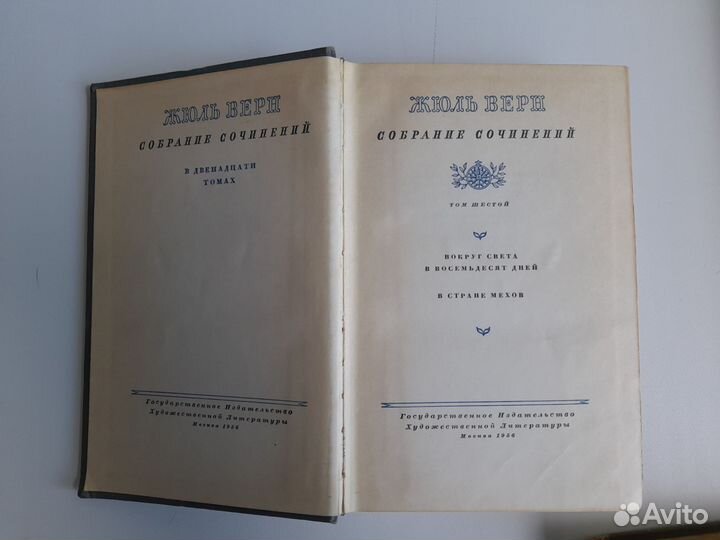 ЖЮЛЬ ВЕРН
СОБРАНИЕ СОЧИНЕНИЙ
В ДВЕНАДЦАТИ
ТОМАХ
Государственное Издательство
Художественной Литературы
Москва 1954
ЖЮЛЬ ВЕРН
СОБРАНИЕ СОЧИНЕНИЙ
ТОМ ШЕСТОЙ
ВОКРУГ СВЕТА
В ВОСЕМЬДЕСЯТ ДНЕЙ
В СТРАНЕ МЕХОВ
Государственное Издательство
Художественной Литературы
Москва 1956
Avito